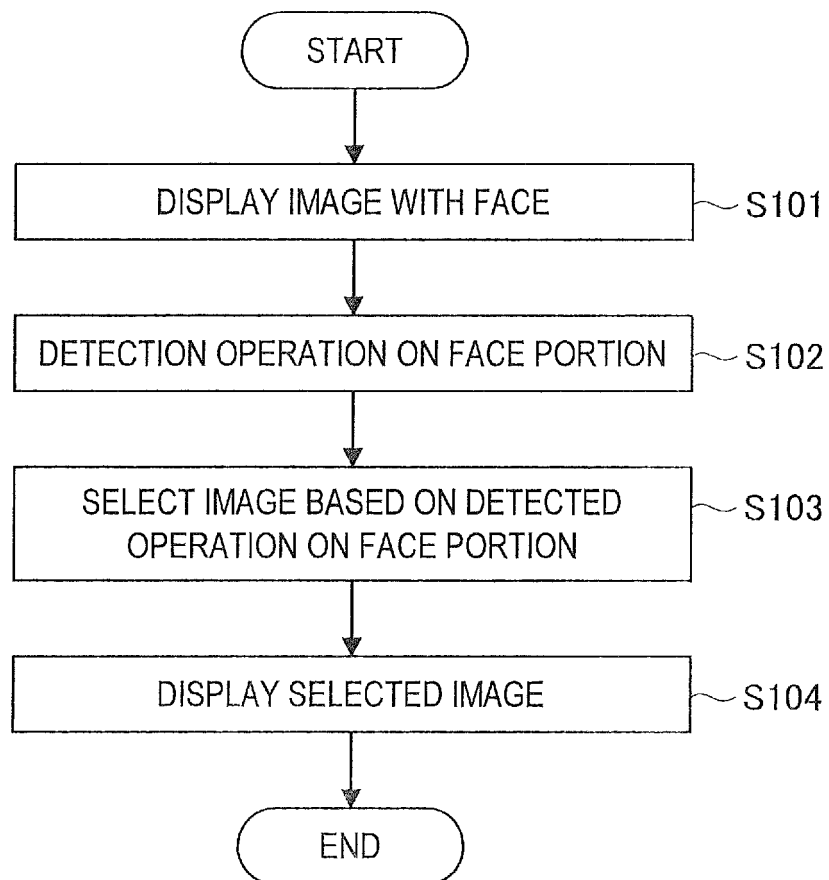 START
DISPLAY IMAGE WITH FACE
S101
DETECTION OPERATION ON FACE PORTION
S102
SELECT IMAGE BASED ON DETECTED
OPERATION ON FACE PORTION
S103
DISPLAY SELECTED IMAGE
S104
END